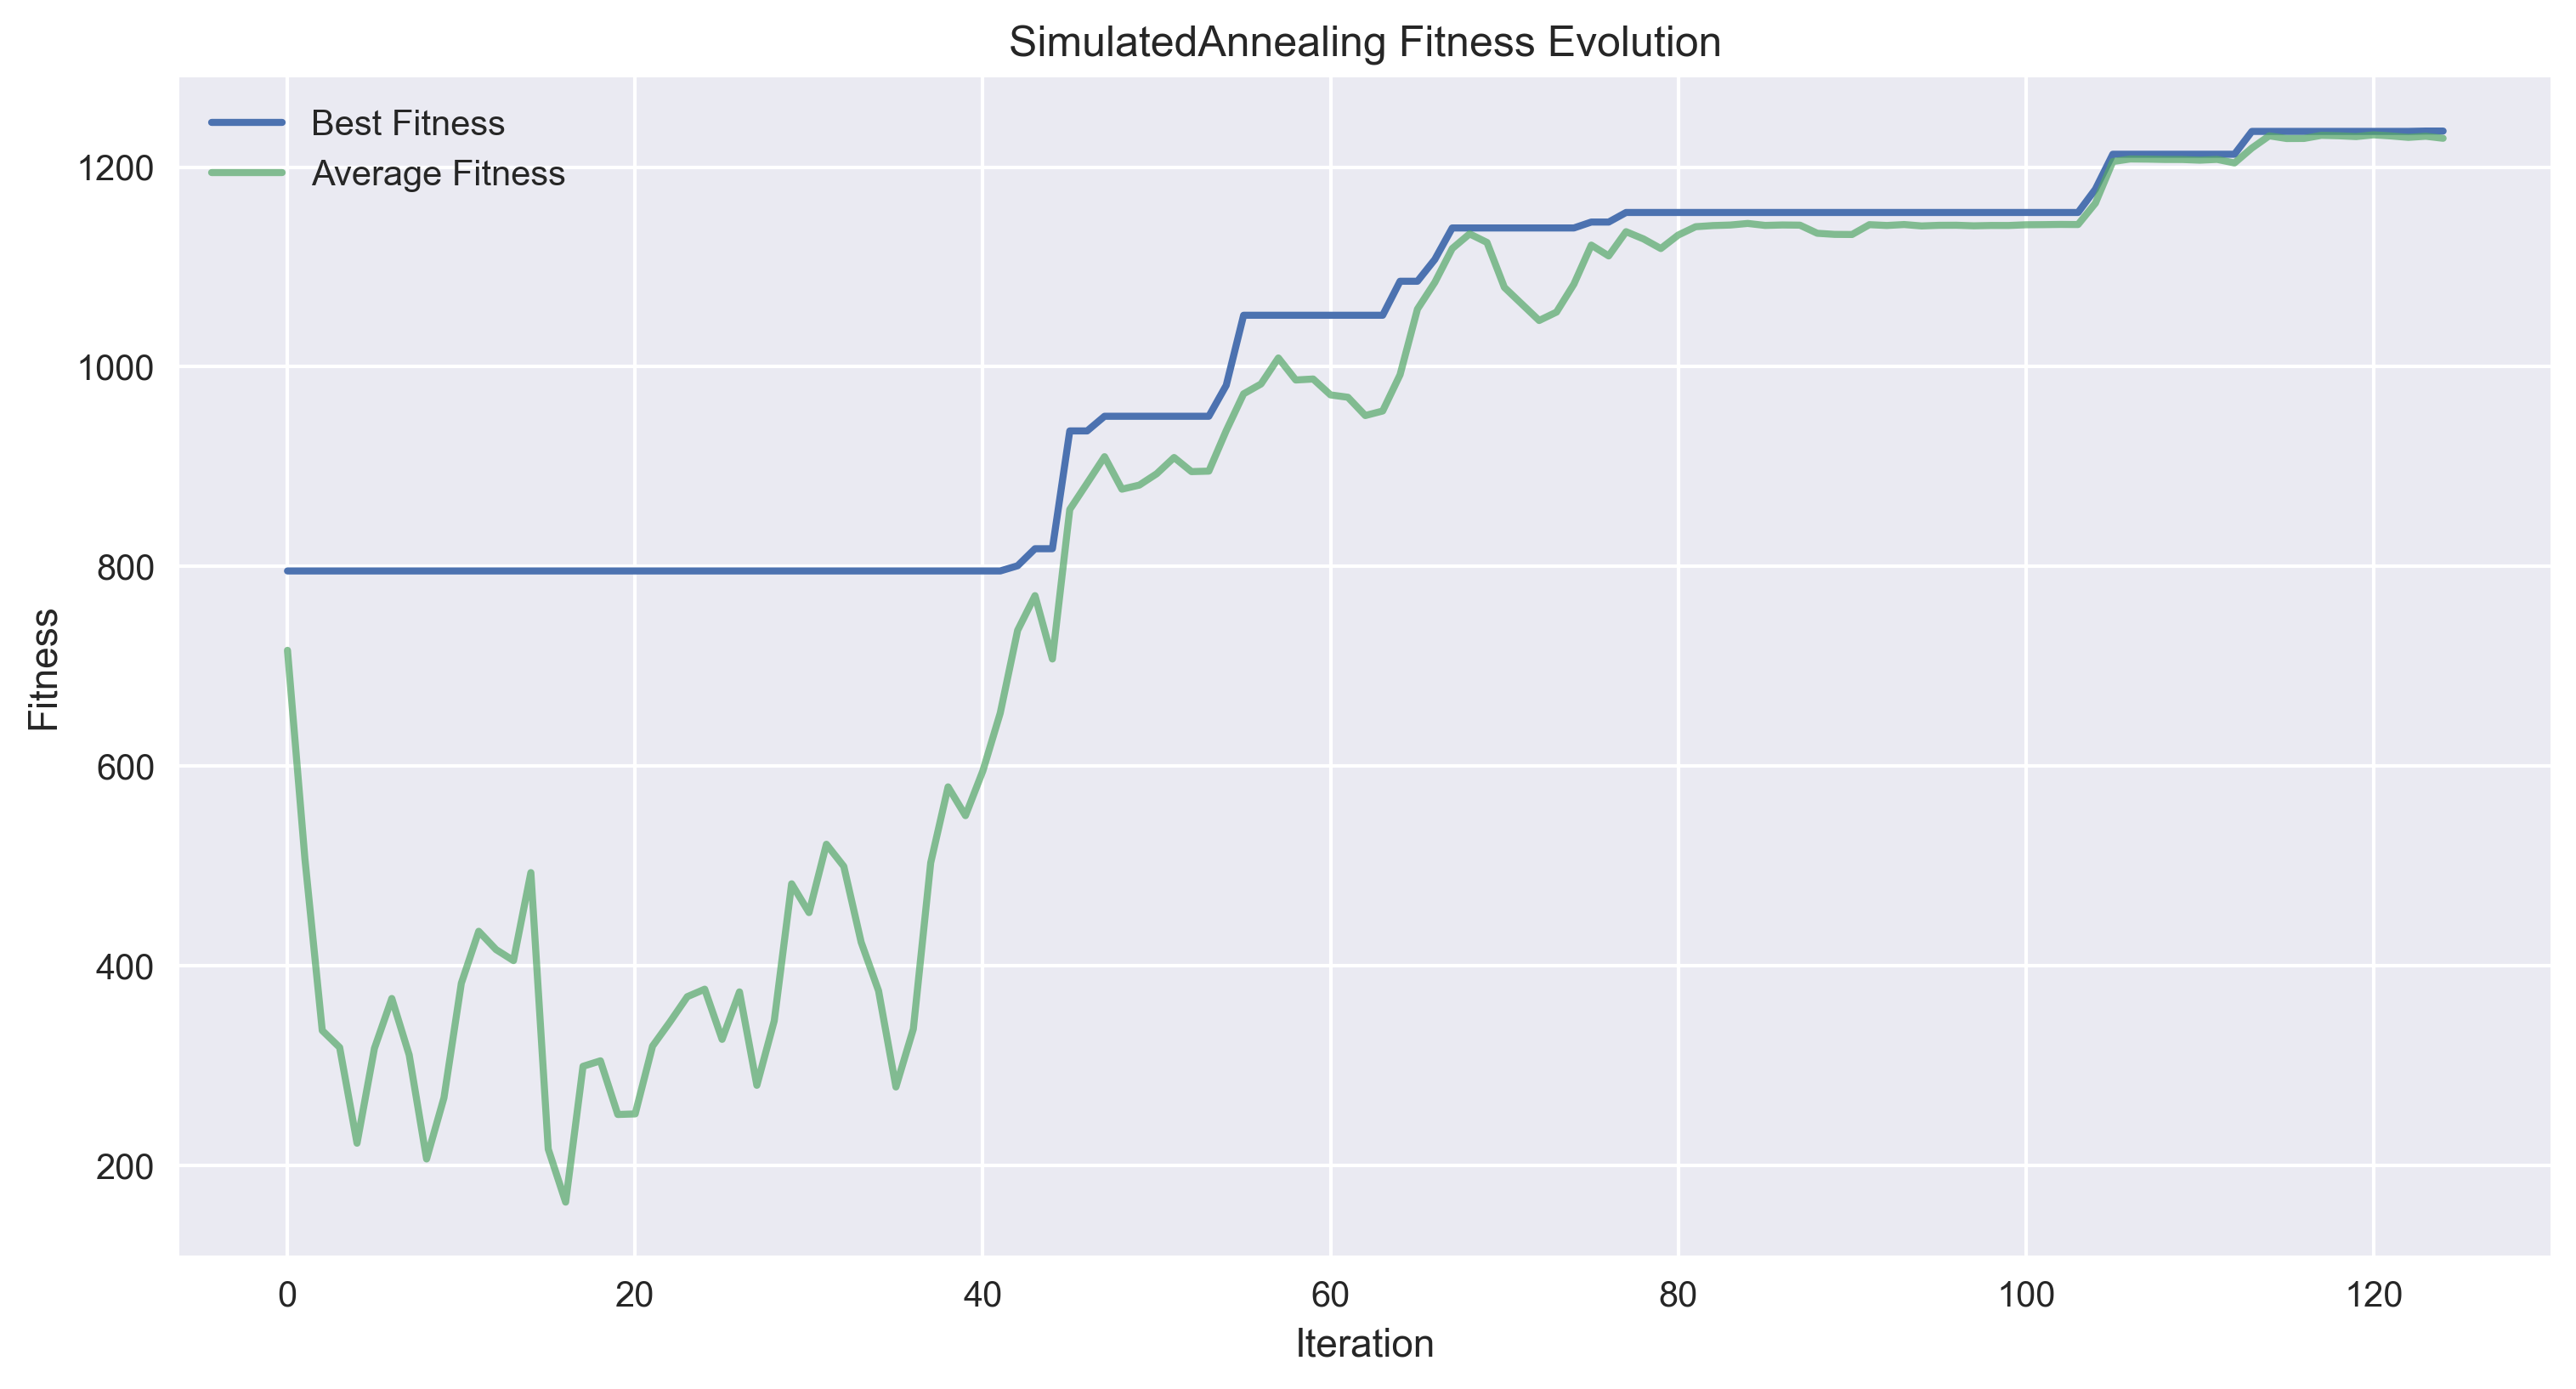 SimulatedAnnealing Fitness Evolution
Best Fitness
Average Fitness
1200
1000
800
600
400
200
Fitness
0 20 40 60 80 100 120
Iteration